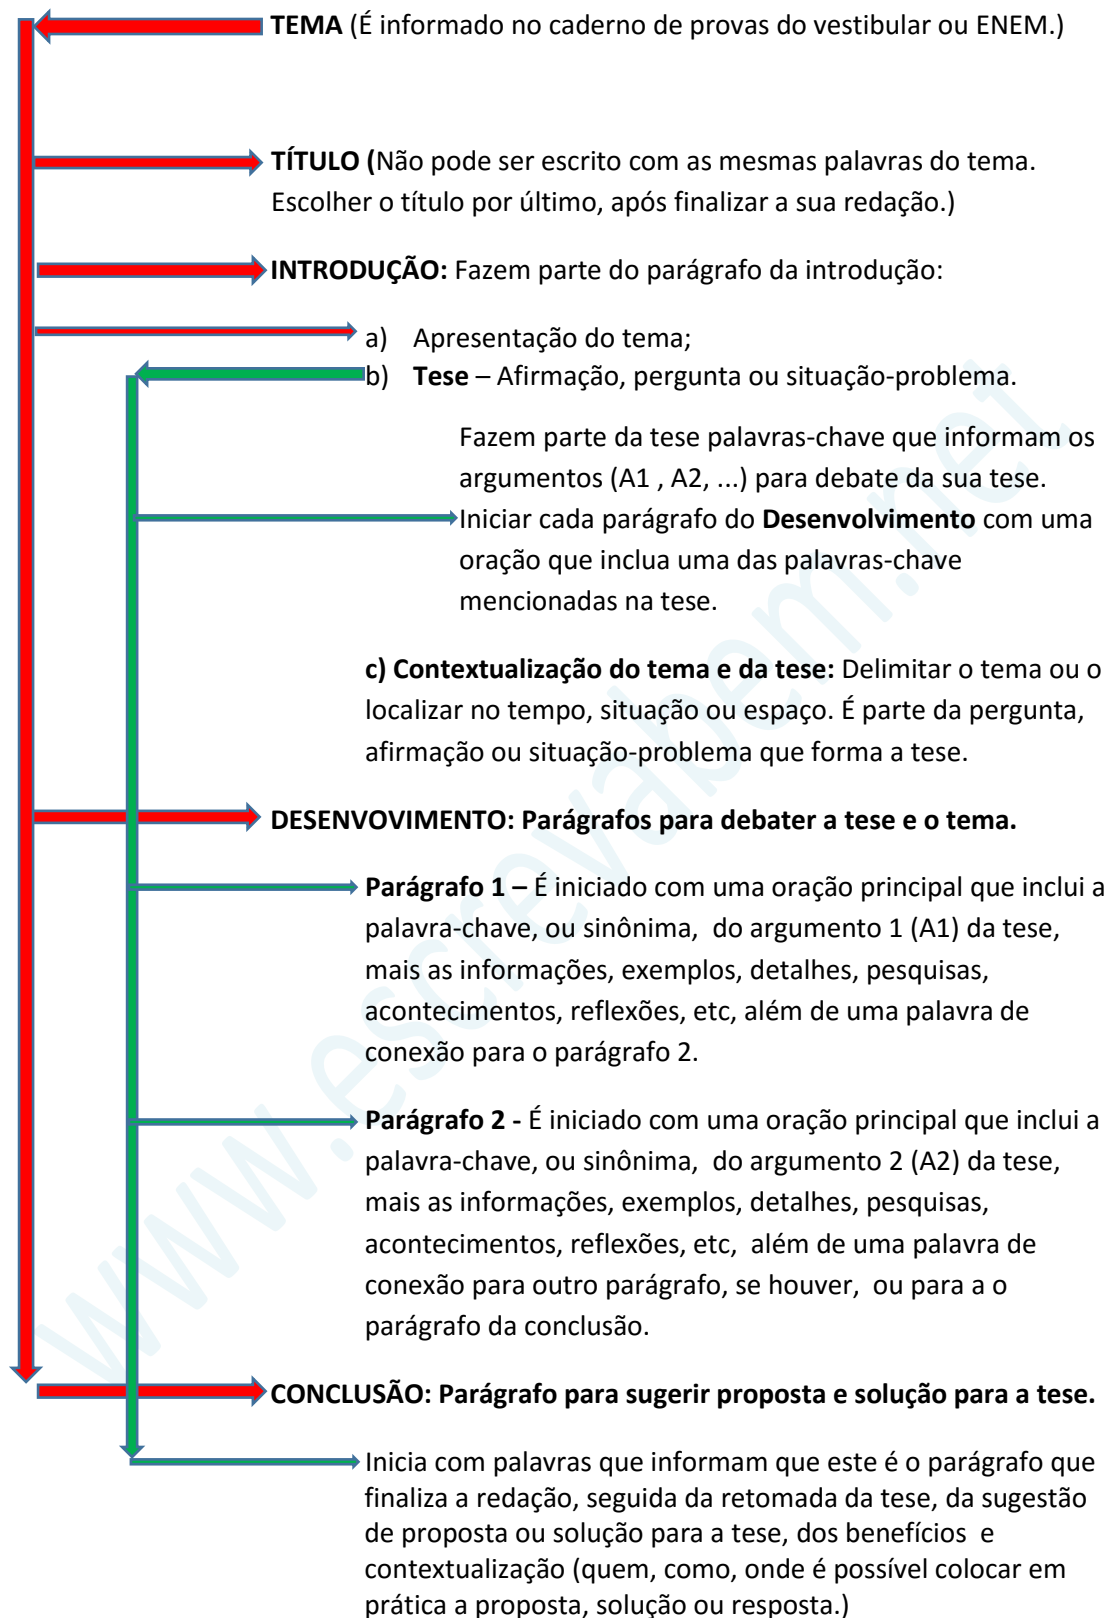 TEMA (É informado no caderno de provas do vestibular ou ENEM.)
TÍTULO (Não pode ser escrito com as mesmas palavras do tema.
Escolher o título por último, após finalizar a sua redação.)
INTRODUÇÃO: Fazem parte do parágrafo da introdução:
a) Apresentação do tema;
b) Tese – Afirmação, pergunta ou situação-problema.
Fazem parte da tese palavras-chave que informam os
argumentos (A1 , A2, ...) para debate da sua tese.
Iniciar cada parágrafo do Desenvolvimento com uma
oração que inclua uma das palavras-chave
mencionadas na tese.
c) Contextualização do tema e da tese: Delimitar o tema ou o
localizar no tempo, situação ou espaço. É parte da pergunta,
afirmação ou situação-problema que forma a tese.
DESENVOVIMENTO: Parágrafos para debater a tese e o tema.
Parágrafo 1 – É iniciado com uma oração principal que inclui a
palavra-chave, ou sinônima, do argumento 1 (A1) da tese,
mais as informações, exemplos, detalhes, pesquisas,
acontecimentos, reflexões, etc, além de uma palavra de
conexão para o parágrafo 2.
Parágrafo 2 - É iniciado com uma oração principal que inclui a
palavra-chave, ou sinônima, do argumento 2 (A2) da tese,
mais as informações, exemplos, detalhes, pesquisas,
acontecimentos, reflexões, etc, além de uma palavra de
conexão para outro parágrafo, se houver, ou para a o
parágrafo da conclusão.
CONCLUSÃO: Parágrafo para sugerir proposta e solução para a tese.
Inicia com palavras que informam que este é o parágrafo que
finaliza a redação, seguida da retomada da tese, da sugestão
de proposta ou solução para a tese, dos benefícios e
contextualização (quem, como, onde é possível colocar em
prática a proposta, solução ou resposta.)
www.escrevabem.net